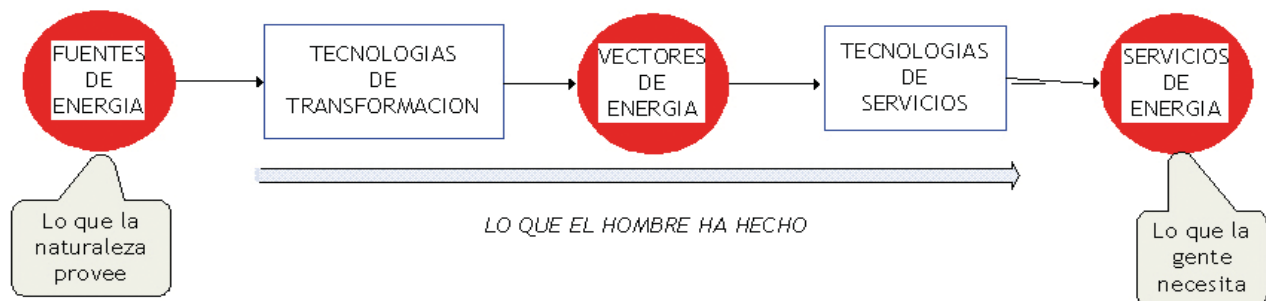 FUENTES
DE
ENERGIA
TECNOLOGIAS
DE
TRANSFORMACION
VECTORES
DE
ENERGIA
TECNOLOGIAS
DE
SERVICIOS
SERVICIOS
DE
ENERGIA
Lo que la
naturaleza
provee
LO QUE EL HOMBRE HA HECHO
Lo que la
gente
necesita